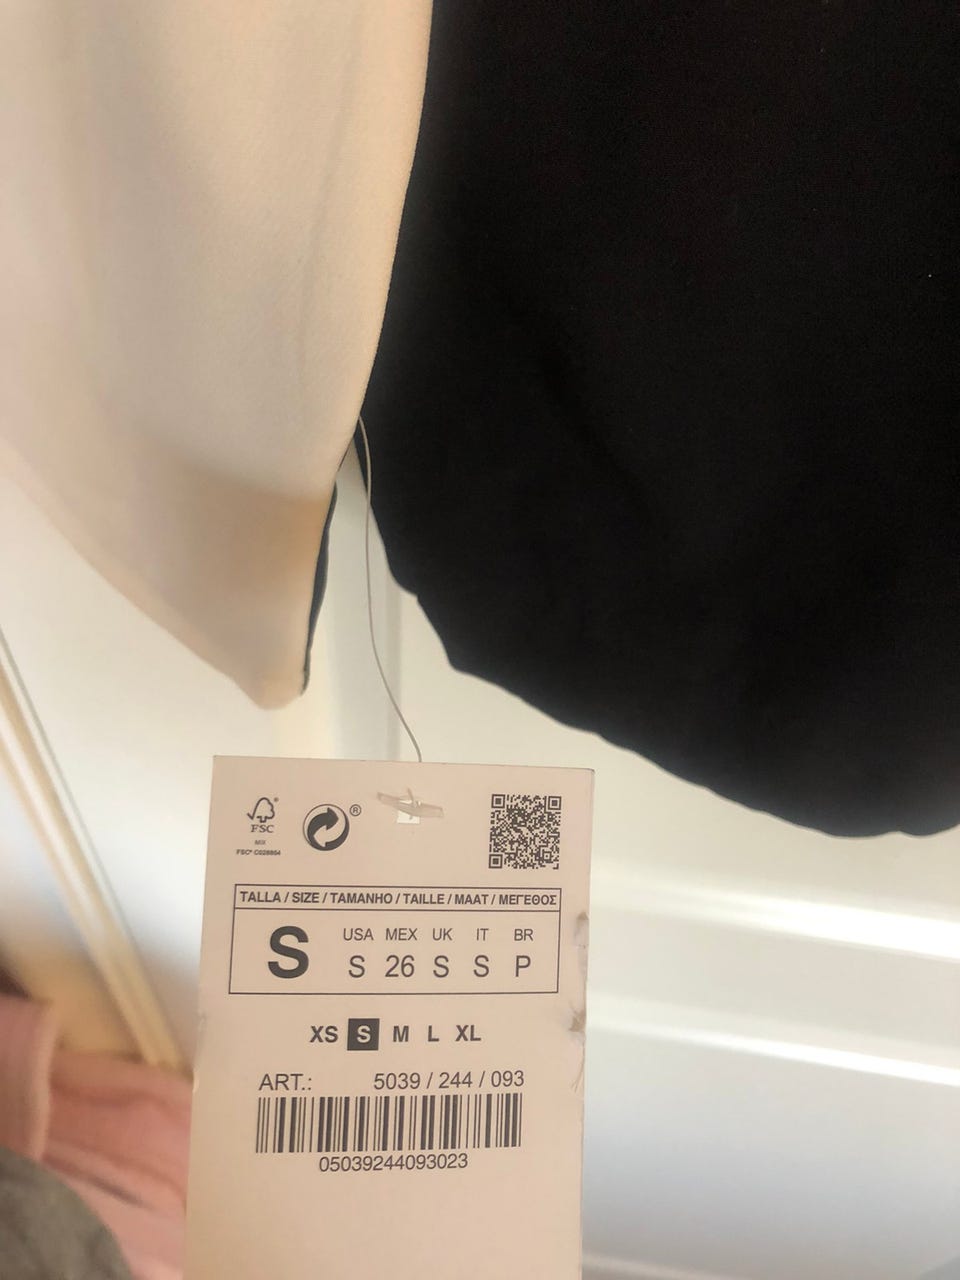 FSC®
MIX
FSC® C028864
®
TALLA / SIZE / TAMANHO / TAILLE / MAAT / ΜΕΓΕΘΟΣ
S
USA MEX UK IT BR
S 26 S S P
XS S M L XL
ART.: 5039 / 244 / 093
05039244093023